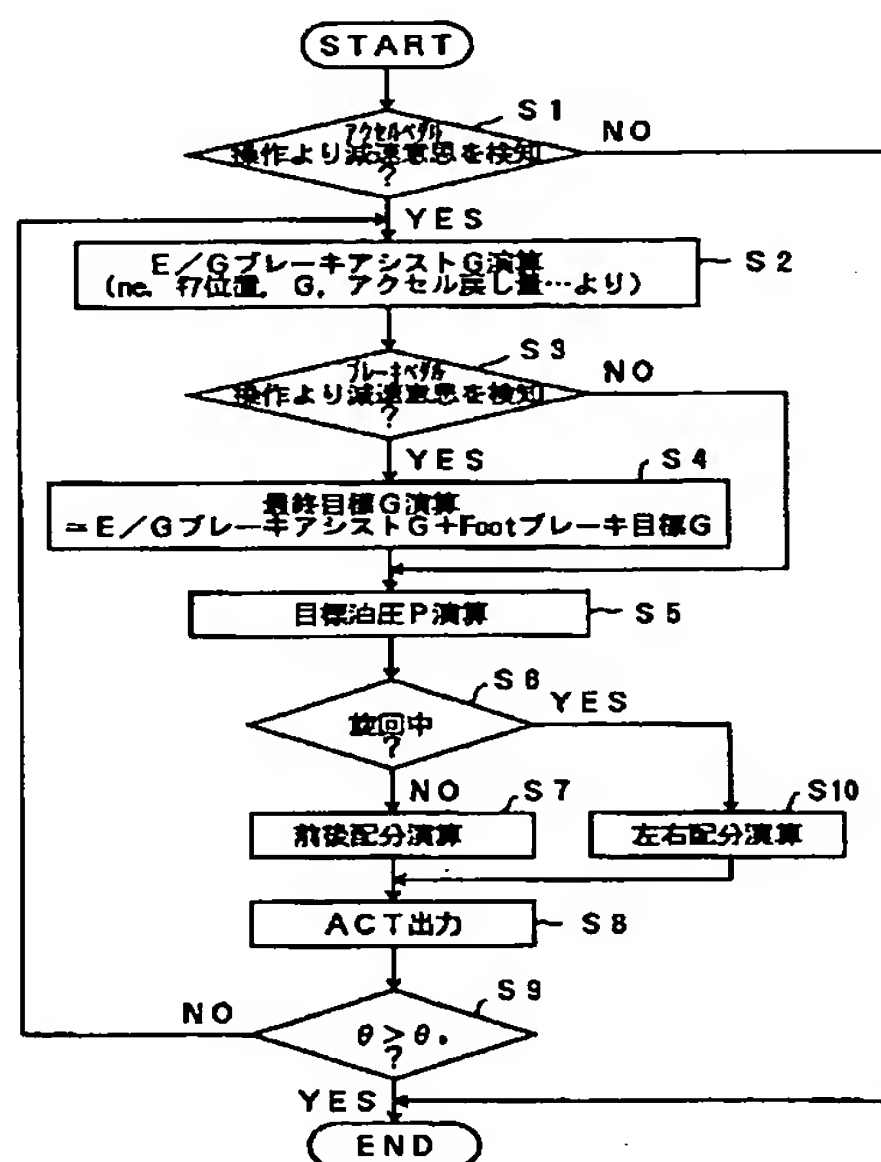 START
S1
アクセルペダル
操作より減速意思を検知
?
NO
YES
E/GブレーキアシストG演算
(ne, ｷﾞｱ位置, G, アクセル戻し量…より)
S2
S3
ブレーキペダル
操作より減速意思を検知
?
NO
YES
S4
最終目標G演算
=E/GブレーキアシストG+Footブレーキ目標G
目標油圧P演算
S5
S6
旋回中
?
YES
NO
S7
前後配分演算
S10
左右配分演算
ACT出力
S8
S9
θ>θ。
?
NO
YES
END